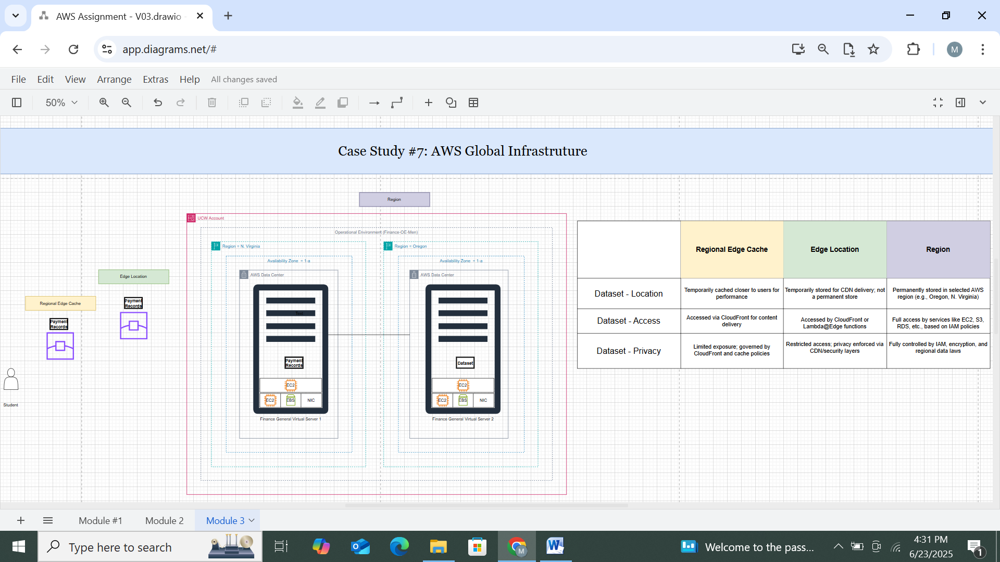 AWS Assignment - V03.drawio -
app.diagrams.net/#
M
File Edit View Arrange Extras Help All changes saved
50%
Case Study #7: AWS Global Infrastruture
Region
UCW Account
Operational Environment (Finance-OE-Men)
Region = N. Virginia
Region = Oregon
Availability Zone = 1-a
Availability Zone = 1-a
AWS Data Center
AWS Data Center
Edge Location
Regional Edge Cache
Payment
Records
Payment
Records
Text
Payment
Records
Dataset
EC2
EC2
EC2 EBS NIC
EC2 EBS NIC
Finance General Virtual Server 1
Finance General Virtual Server 2
Student
Regional Edge Cache
Edge Location
Region
Dataset - Location
Temporarily cached closer to users for
performance
Temporarily stored for CDN delivery; not
a permanent store
Permanently stored in selected AWS
region (e.g., Oregon, N. Virginia)
Dataset - Access
Accessed via CloudFront for content
delivery
Accessed by CloudFront or
Lambda@Edge functions
Full access by services like EC2, S3,
RDS, etc., based on IAM policies
Dataset - Privacy
Limited exposure; governed by
CloudFront and cache policies
Restricted access; privacy enforced via
CDN/security layers
Fully controlled by IAM, encryption, and
regional data laws
Module #1 Module 2 Module 3
Type here to search
Welcome to the pass...
4:31 PM
6/23/2025
1